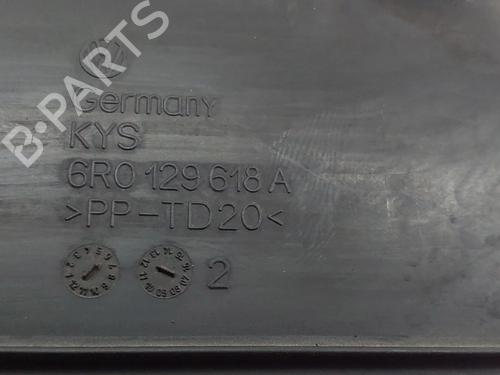 Germany
KYS
6R0 129 618 A
>PP-TD20<
2
B-PARTS